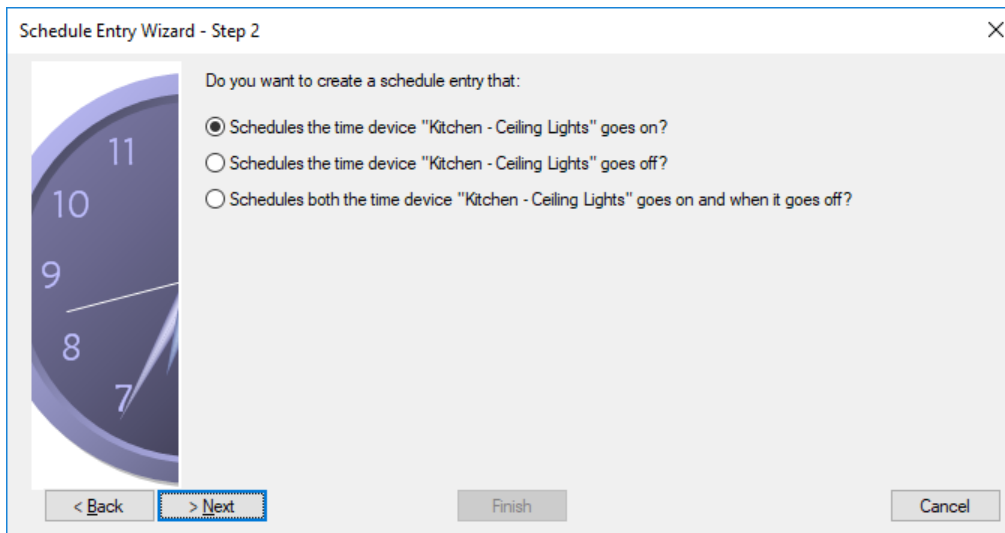 Schedule Entry Wizard - Step 2
Do you want to create a schedule entry that:
Schedules the time device "Kitchen - Ceiling Lights" goes on?
Schedules the time device "Kitchen - Ceiling Lights" goes off?
Schedules both the time device "Kitchen - Ceiling Lights" goes on and when it goes off?
11
10
9
8
7
< Back > Next Finish Cancel